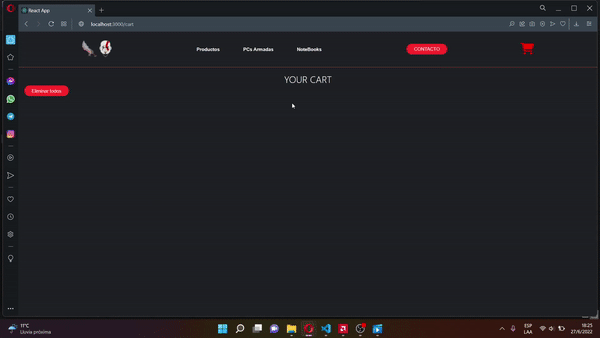 React App
localhost:3000/cart
Productos
PCs Armadas
NoteBooks
CONTACTO
YOUR CART
Eliminar todos
11°C
Lluvia próxima
ESP
LAA
18:25
27/6/2022